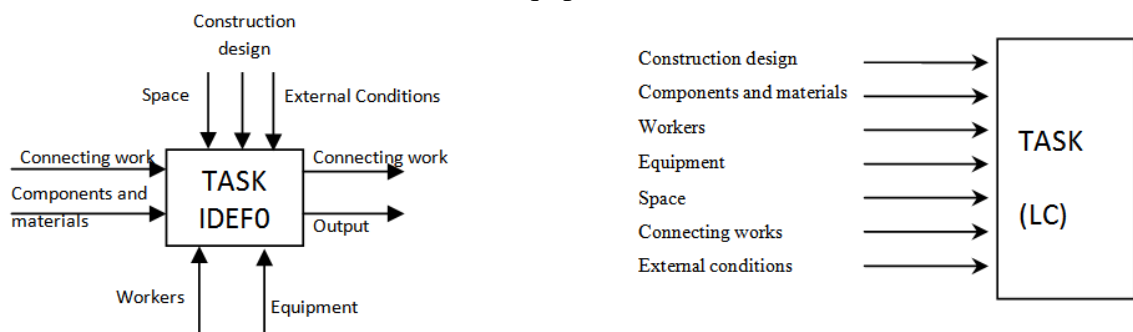 Construction
design
Space
External Conditions
Connecting work
Connecting work
TASK
IDEF0
Components and
materials
Output
Workers
Equipment
Construction design
Components and materials
Workers
Equipment
Space
Connecting works
External conditions
TASK
(LC)